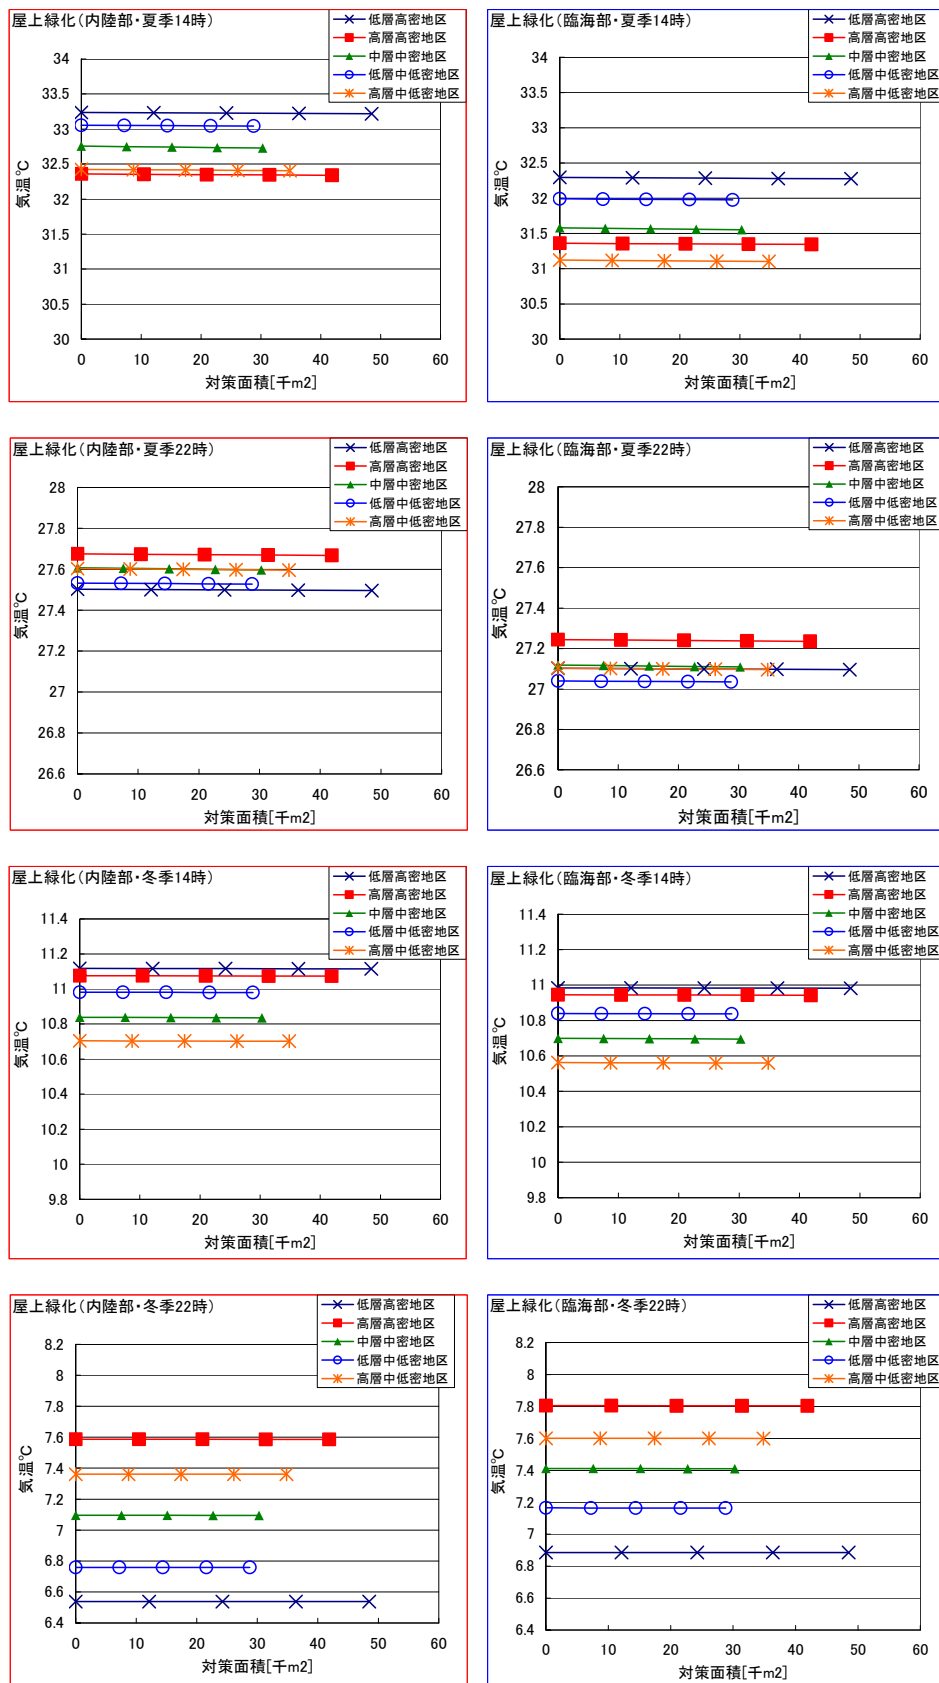 屋上緑化(内陸部・夏季14時)
低層高密地区
高層高密地区
中層中密地区
低層中低密地区
高層中低密地区
34
33.5
33
32.5
32
31.5
31
30.5
30
気温℃
0 10 20 30 40 50 60
対策面積[千m2]
屋上緑化(臨海部・夏季14時)
低層高密地区
高層高密地区
中層中密地区
低層中低密地区
高層中低密地区
34
33.5
33
32.5
32
31.5
31
30.5
30
気温℃
0 10 20 30 40 50 60
対策面積[千m2]
屋上緑化(内陸部・夏季22時)
低層高密地区
高層高密地区
中層中密地区
低層中低密地区
高層中低密地区
28
27.8
27.6
27.4
27.2
27
26.8
26.6
気温℃
0 10 20 30 40 50 60
対策面積[千m2]
屋上緑化(臨海部・夏季22時)
低層高密地区
高層高密地区
中層中密地区
低層中低密地区
高層中低密地区
28
27.8
27.6
27.4
27.2
27
26.8
26.6
気温℃
0 10 20 30 40 50 60
対策面積[千m2]
屋上緑化(内陸部・冬季14時)
低層高密地区
高層高密地区
中層中密地区
低層中低密地区
高層中低密地区
11.4
11.2
11
10.8
10.6
10.4
10.2
10
9.8
気温℃
0 10 20 30 40 50 60
対策面積[千m2]
屋上緑化(臨海部・冬季14時)
低層高密地区
高層高密地区
中層中密地区
低層中低密地区
高層中低密地区
11.4
11.2
11
10.8
10.6
10.4
10.2
10
9.8
気温℃
0 10 20 30 40 50 60
対策面積[千m2]
屋上緑化(内陸部・冬季22時)
低層高密地区
高層高密地区
中層中密地区
低層中低密地区
高層中低密地区
8.2
8
7.8
7.6
7.4
7.2
7
6.8
6.6
6.4
気温℃
0 10 20 30 40 50 60
対策面積[千m2]
屋上緑化(臨海部・冬季22時)
低層高密地区
高層高密地区
中層中密地区
低層中低密地区
高層中低密地区
8.2
8
7.8
7.6
7.4
7.2
7
6.8
6.6
6.4
気温℃
0 10 20 30 40 50 60
対策面積[千m2]